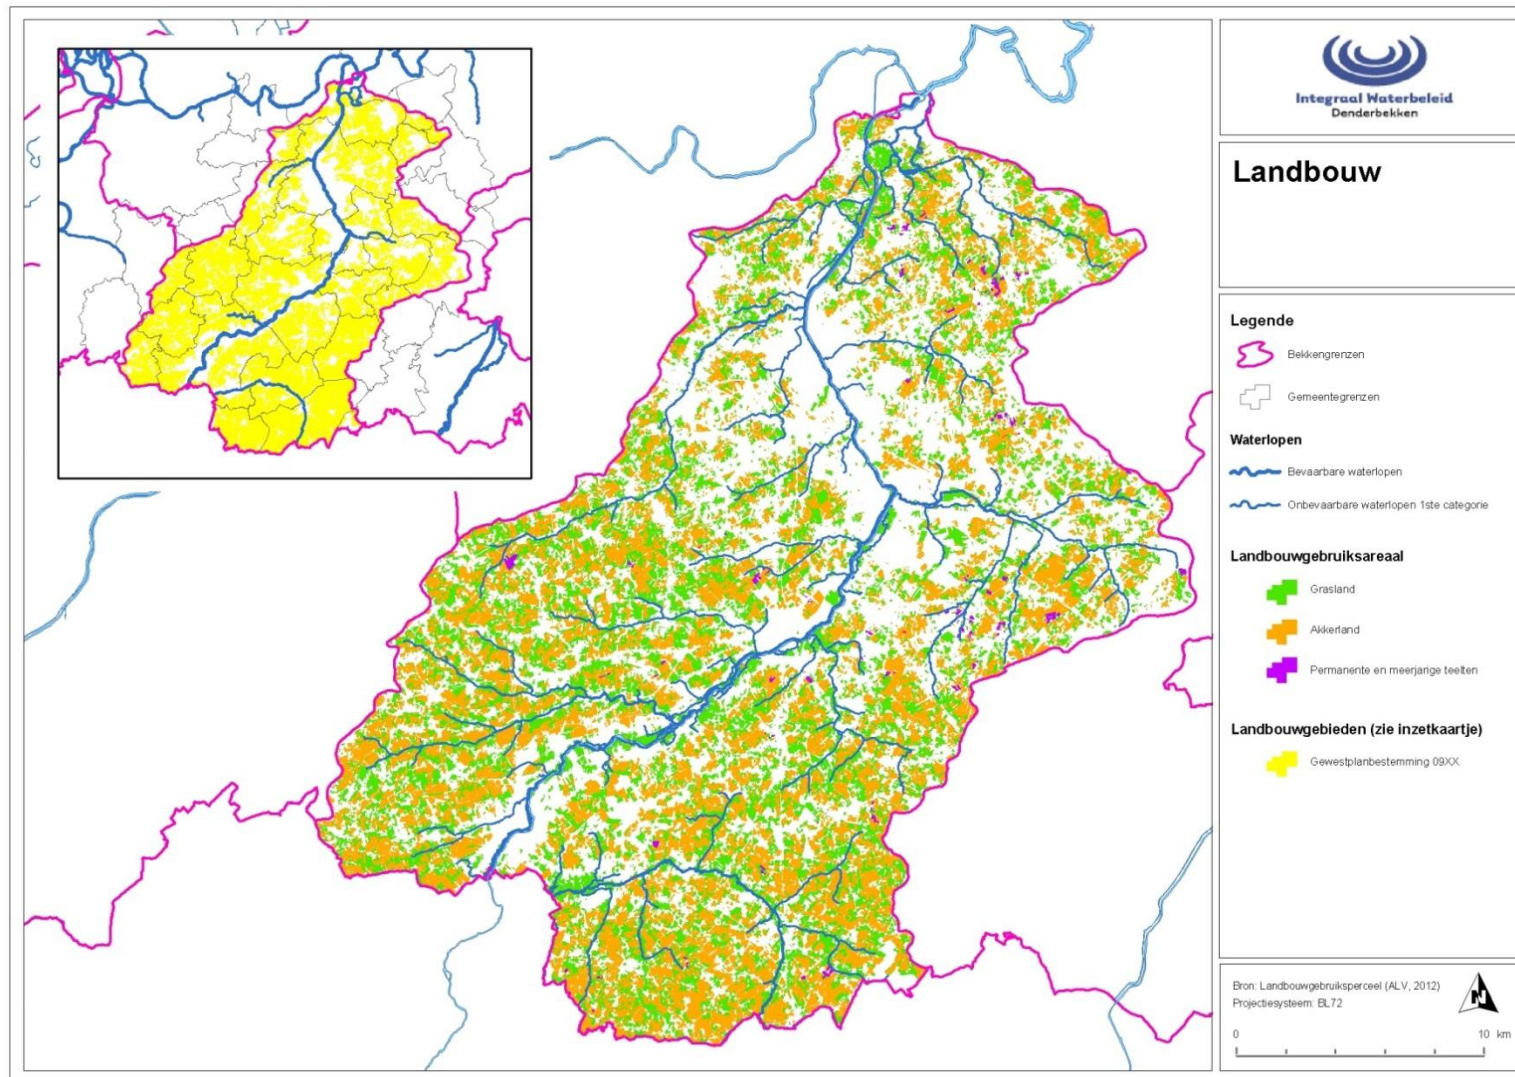 Integraal Waterbeleid
Denderbekken
Landbouw
Legende
Bekkengrenzen
Gemeentegrenzen
Waterlopen
Bevaarbare waterlopen
Onbevaarbare waterlopen 1ste categorie
Landbouwgebruiksareaal
Grasland
Akkerland
Permanente en meerjarige teelten
Landbouwgebieden (zie inzetkaartje)
Gewestplanbestemming 09XX
Bron: Landbouwgebruiksperceel (ALV, 2012)
Projectiesysteem: BL72
N
0 10 km